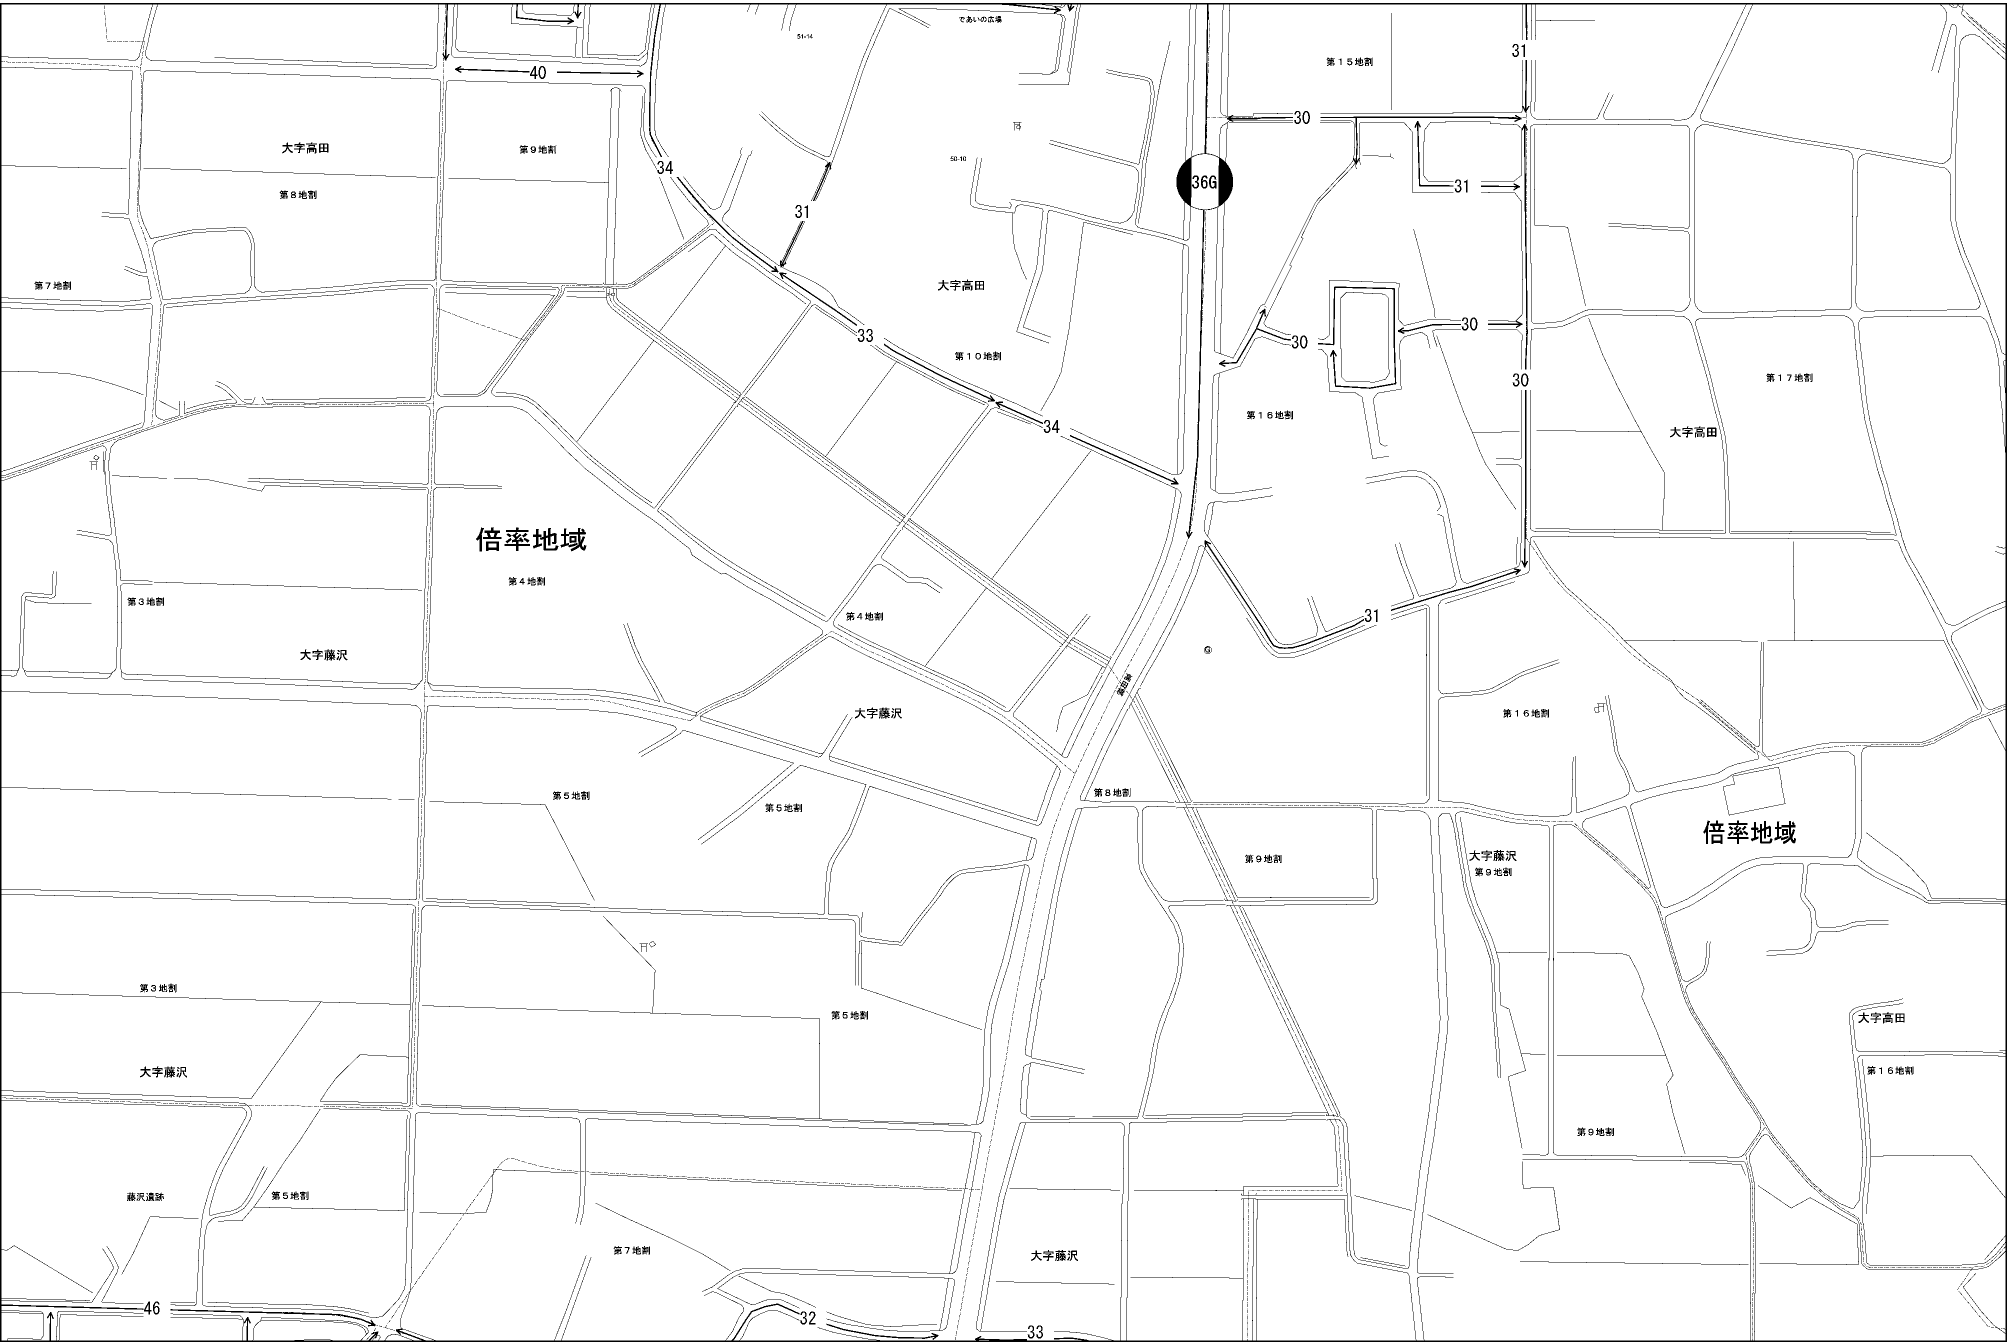 であいの広場
51-14
31
第１５地割
40
30
大字高田
第９地割
34
50-10
36G
31
第８地割
31
第７地割
大字高田
33
30
30
第１０地割
30
第１７地割
第１６地割
34
大字高田
倍率地域
第４地割
第３地割
第４地割
31
大字藤沢
大字藤沢
第１６地割
第５地割
第５地割
第８地割
倍率地域
第９地割
大字藤沢
第９地割
第３地割
第５地割
大字高田
大字藤沢
第１６地割
第９地割
藤沢遺跡
第５地割
第７地割
大字藤沢
46
32
33